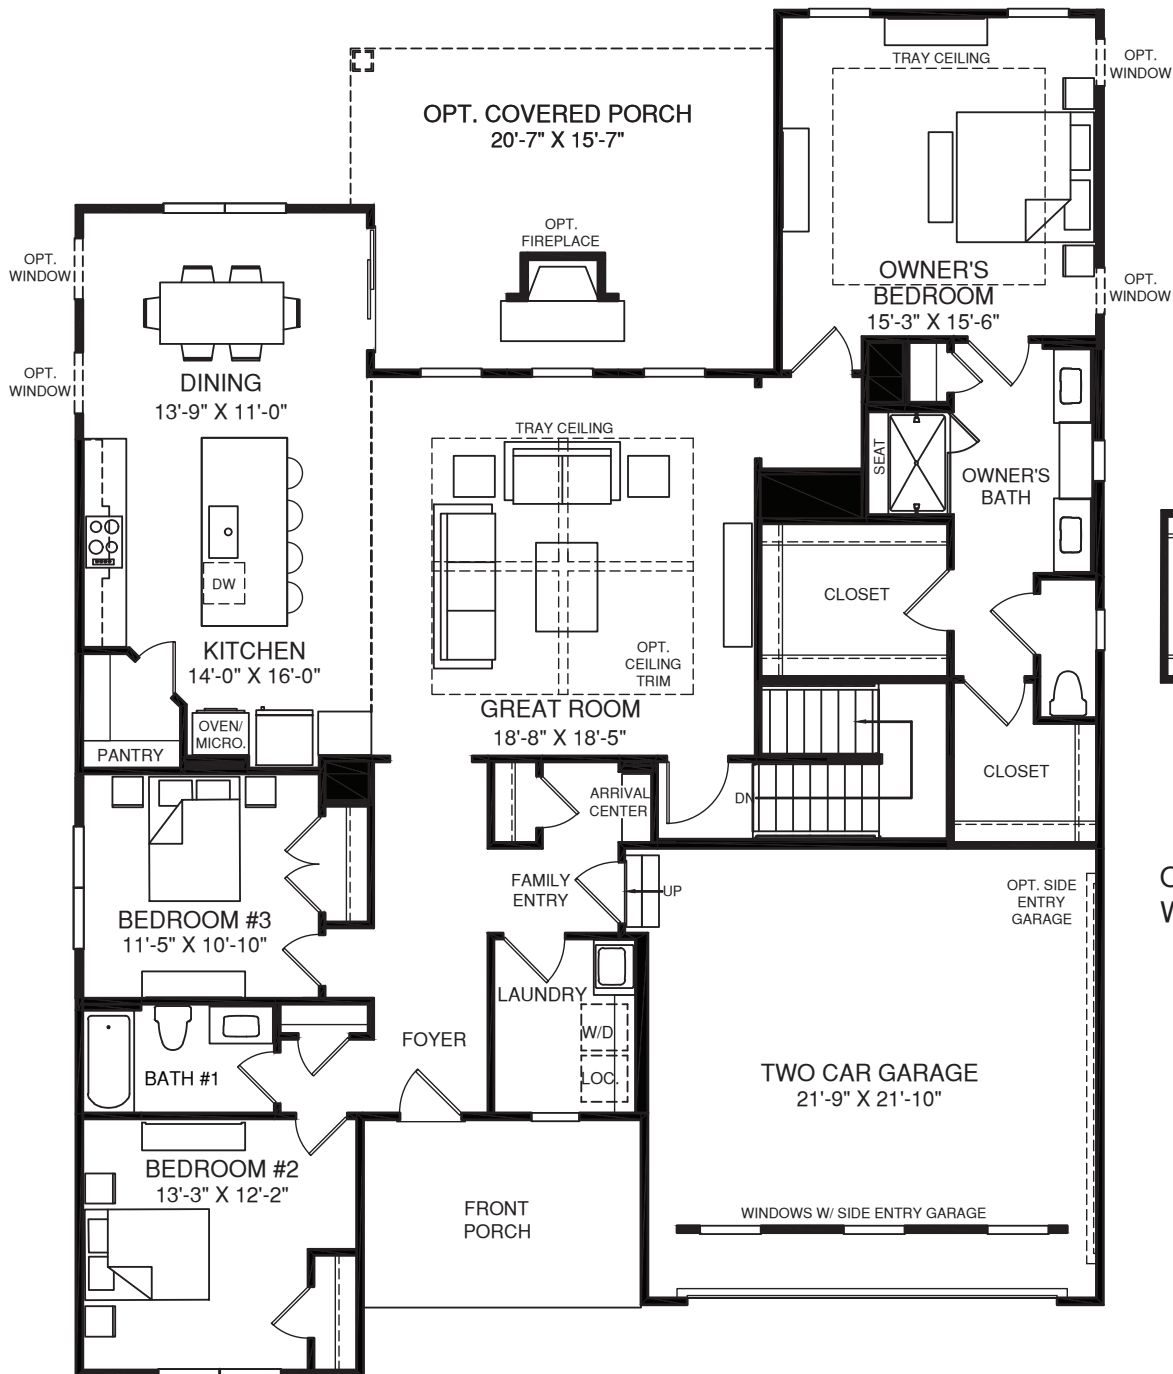 TRAY CEILING
OPT.
WINDOW
OPT. COVERED PORCH
20'-7" X 15'-7"
OPT.
FIREPLACE
OPT.
WINDOW
OWNER'S
BEDROOM
15'-3" X 15'-6"
OPT.
WINDOW
OPT.
WINDOW
DINING
13'-9" X 11'-0"
TRAY CEILING
SEAT
OWNER'S
BATH
DW
CLOSET
KITCHEN
14'-0" X 16'-0"
OPT.
CEILING
TRIM
GREAT ROOM
18'-8" X 18'-5"
OVEN/
MICRO.
PANTRY
ARRIVAL
CENTER
DN
CLOSET
FAMILY
ENTRY
UP
OPT. SIDE
ENTRY
GARAGE
BEDROOM #3
11'-5" X 10'-10"
LAUNDRY
W/D
LOC.
FOYER
BATH #1
TWO CAR GARAGE
21'-9" X 21'-10"
BEDROOM #2
13'-3" X 12'-2"
FRONT
PORCH
WINDOWS W/ SIDE ENTRY GARAGE